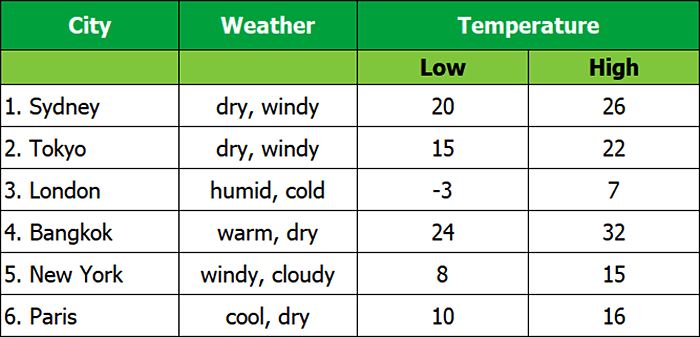 City Weather Temperature
Low High
1. Sydney dry, windy 20 26
2. Tokyo dry, windy 15 22
3. London humid, cold -3 7
4. Bangkok warm, dry 24 32
5. New York windy, cloudy 8 15
6. Paris cool, dry 10 16